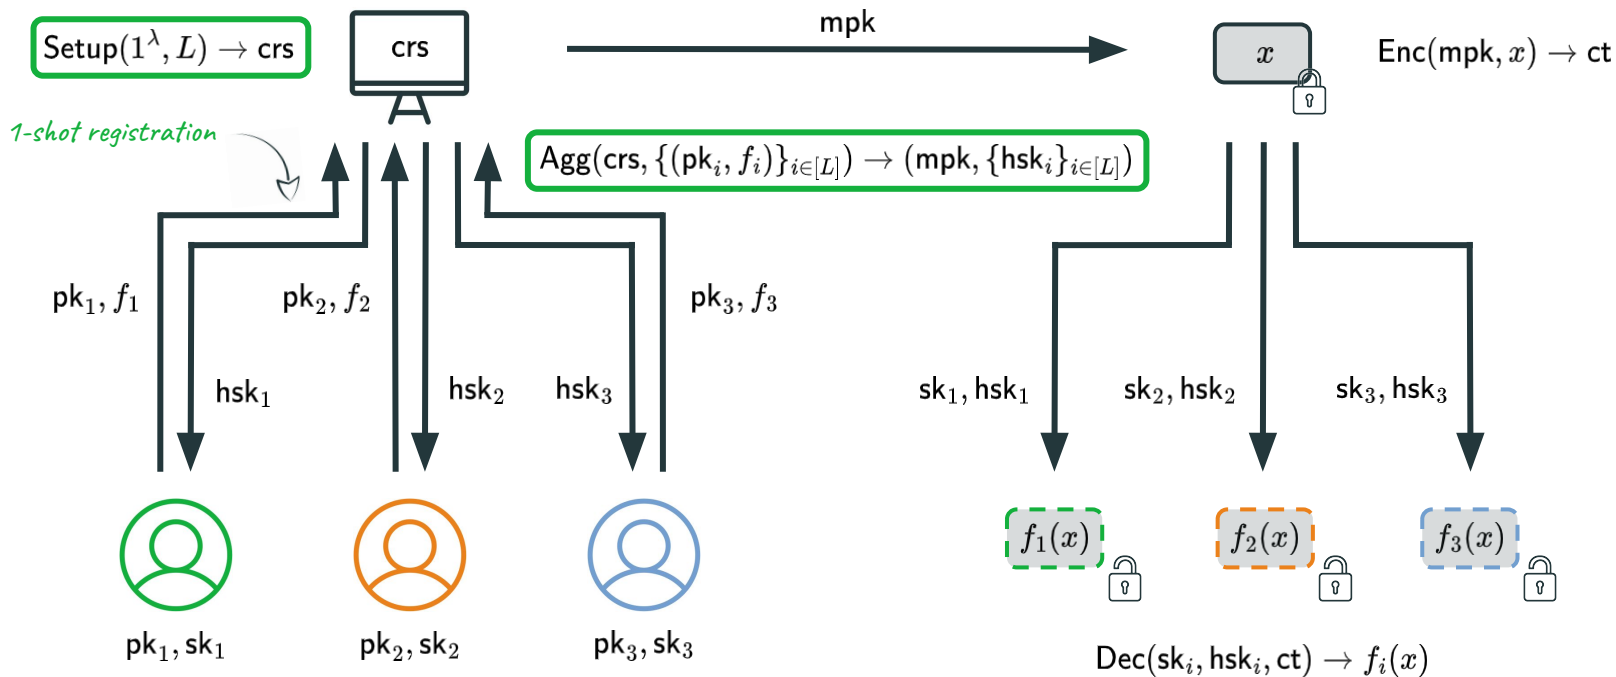 Setup(1^λ, L) → crs
crs
mpk
x
Enc(mpk, x) → ct
1-shot registration
Agg(crs, {(pk_i, f_i)}_{i∈[L]}) → (mpk, {hsk_i}_{i∈[L]})
pk_1, f_1
pk_2, f_2
pk_3, f_3
hsk_1
hsk_2
hsk_3
sk_1, hsk_1
sk_2, hsk_2
sk_3, hsk_3
f_1(x)
f_2(x)
f_3(x)
pk_1, sk_1
pk_2, sk_2
pk_3, sk_3
Dec(sk_i, hsk_i, ct) → f_i(x)